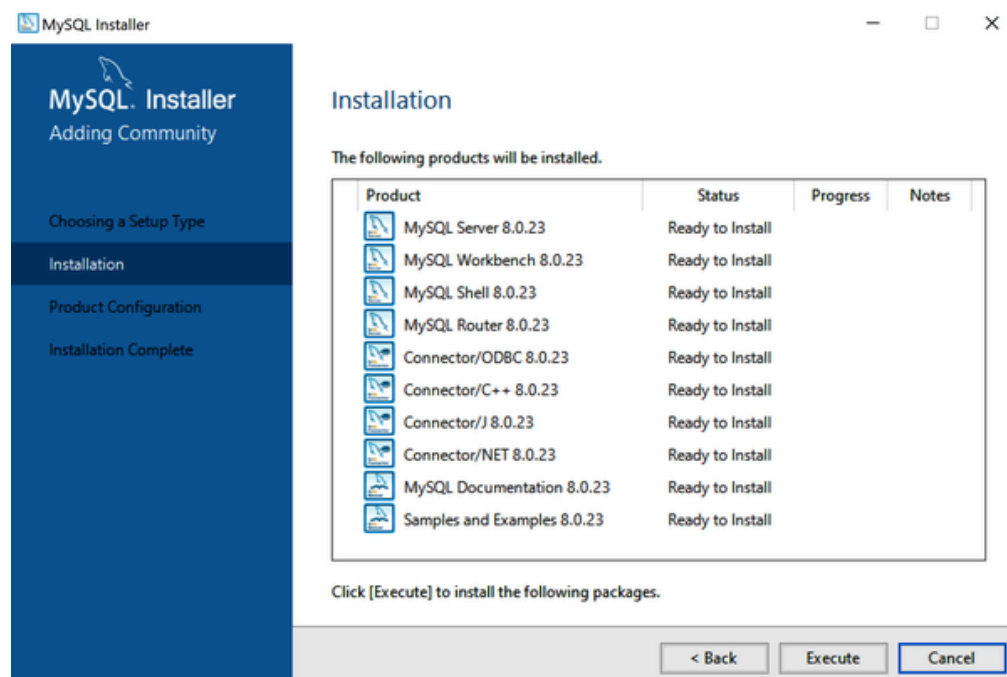 MySQL Installer
MySQL. Installer
Adding Community
Choosing a Setup Type
Installation
Product Configuration
Installation Complete
Installation
The following products will be installed.
Product Status Progress Notes
MySQL Server 8.0.23 Ready to Install
MySQL Workbench 8.0.23 Ready to Install
MySQL Shell 8.0.23 Ready to Install
MySQL Router 8.0.23 Ready to Install
Connector/ODBC 8.0.23 Ready to Install
Connector/C++ 8.0.23 Ready to Install
Connector/J 8.0.23 Ready to Install
Connector/NET 8.0.23 Ready to Install
MySQL Documentation 8.0.23 Ready to Install
Samples and Examples 8.0.23 Ready to Install
Click [Execute] to install the following packages.
< Back Execute Cancel